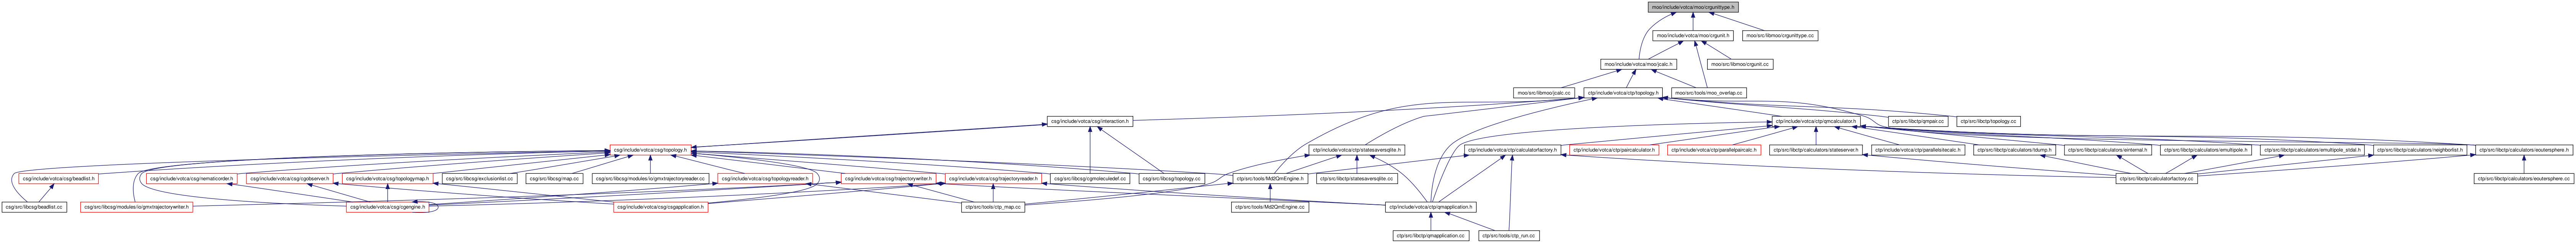 moo/include/votca/moo/crgunittype.h
moo/include/votca/moo/crgunit.h
moo/src/libmoo/crgunittype.cc
moo/include/votca/moo/jcalc.h
moo/src/libmoo/crgunit.cc
moo/src/libmoo/jcalc.cc
ctp/include/votca/ctp/topology.h
moo/src/tools/moo_overlap.cc
csg/include/votca/csg/interaction.h
ctp/include/votca/ctp/qmcalculator.h
ctp/src/libctp/qmpair.cc
ctp/src/libctp/topology.cc
csg/include/votca/csg/topology.h
ctp/include/votca/ctp/statesaversqlite.h
ctp/include/votca/ctp/calculatorfactory.h
ctp/include/votca/ctp/paircalculator.h
ctp/include/votca/ctp/parallelpaircalc.h
ctp/src/libctp/calculators/stateserver.h
ctp/include/votca/ctp/parallelsitecalc.h
ctp/src/libctp/calculators/tdump.h
ctp/src/libctp/calculators/einternal.h
ctp/src/libctp/calculators/emultipole.h
ctp/src/libctp/calculators/emultipole_stdal.h
ctp/src/libctp/calculators/neighborlist.h
ctp/src/libctp/calculators/eoutersphere.h
csg/include/votca/csg/beadlist.h
csg/include/votca/csg/nematicorder.h
csg/include/votca/csg/cgobserver.h
csg/include/votca/csg/topologymap.h
csg/src/libcsg/exclusionlist.cc
csg/src/libcsg/map.cc
csg/src/libcsg/modules/io/gmxtrajectoryreader.cc
csg/include/votca/csg/topologyreader.h
csg/include/votca/csg/trajectorywriter.h
csg/include/votca/csg/trajectoryreader.h
csg/src/libcsg/cgmoleculedef.cc
csg/src/libcsg/topology.cc
ctp/src/tools/Md2QmEngine.h
ctp/src/libctp/statesaversqlite.cc
ctp/src/libctp/calculatorfactory.cc
ctp/src/libctp/calculators/eoutersphere.cc
csg/src/libcsg/beadlist.cc
csg/src/libcsg/modules/io/gmxtrajectorywriter.h
csg/include/votca/csg/cgengine.h
csg/include/votca/csg/csgapplication.h
ctp/src/tools/ctp_map.cc
ctp/src/tools/Md2QmEngine.cc
ctp/include/votca/ctp/qmapplication.h
ctp/src/libctp/qmapplication.cc
ctp/src/tools/ctp_run.cc